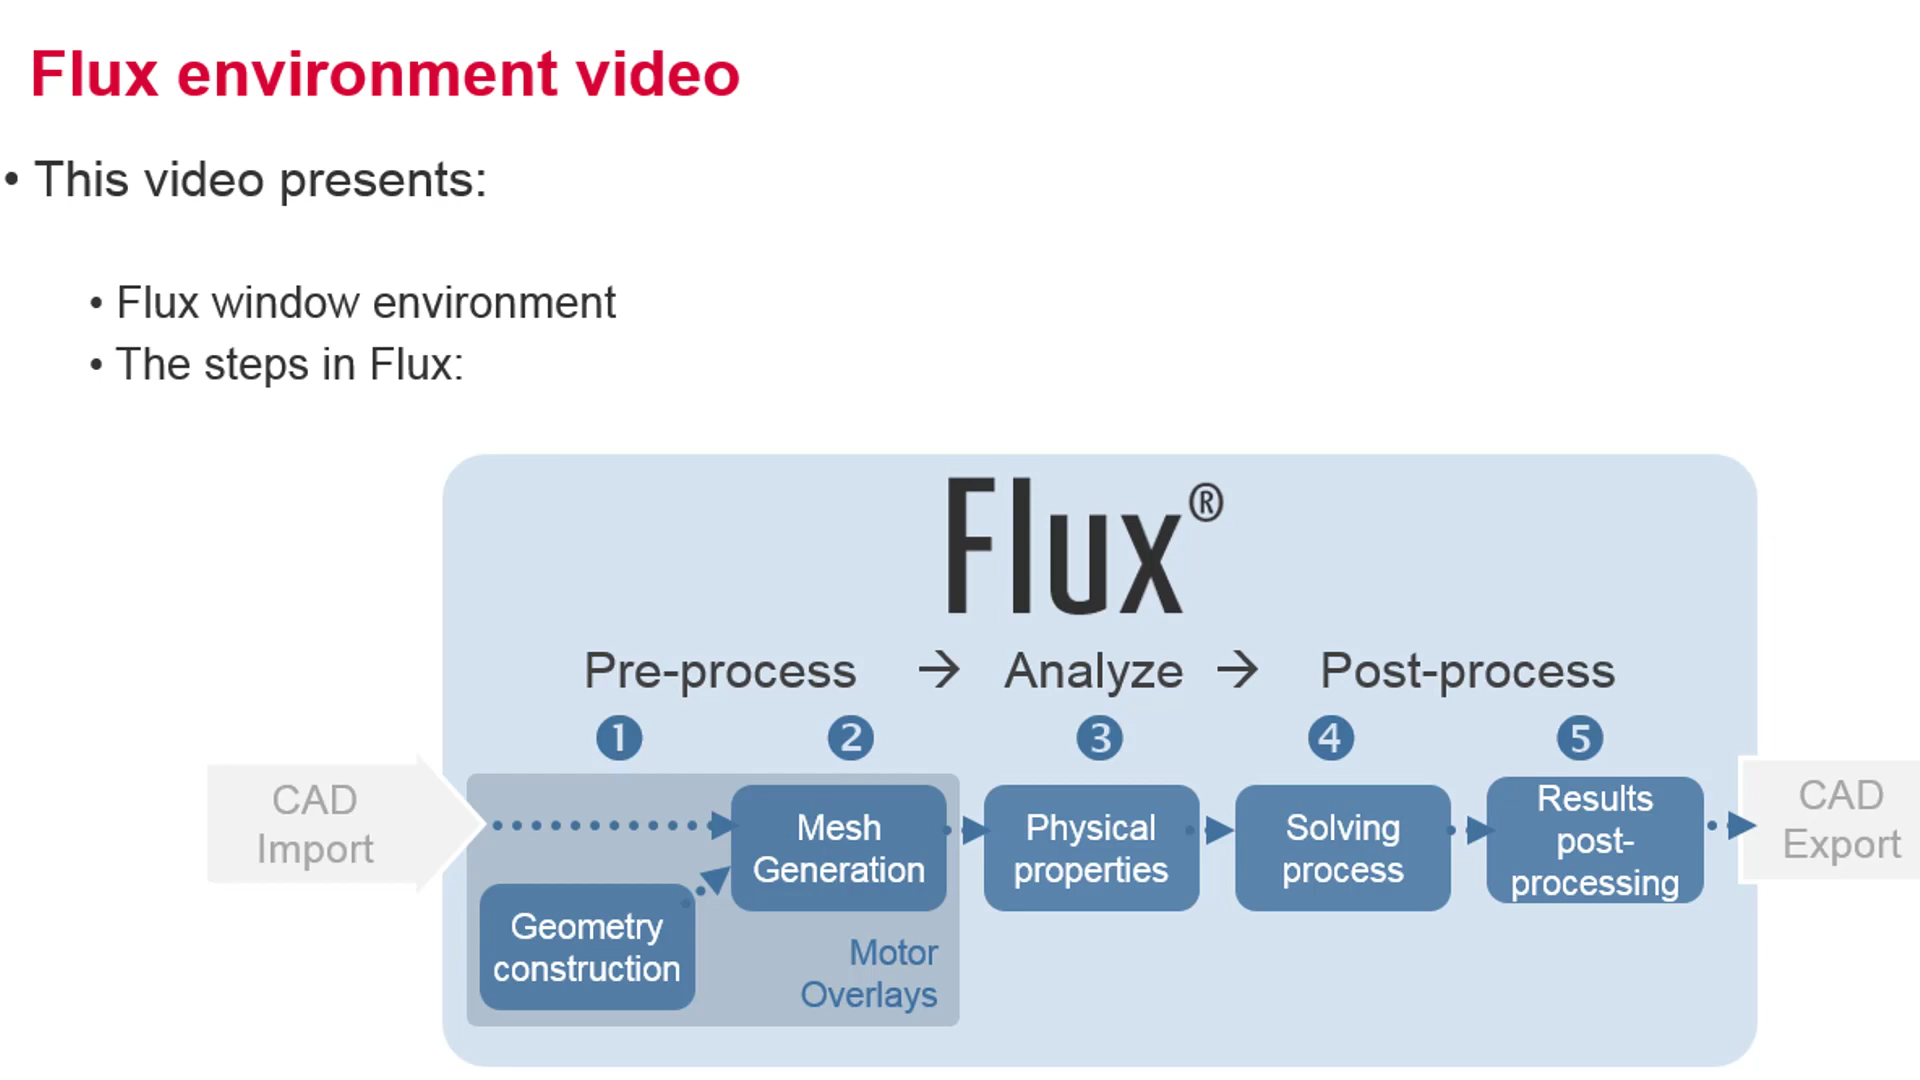 Flux environment video
• This video presents:
• Flux window environment
• The steps in Flux:
Flux®
Pre-process → Analyze → Post-process
1 2 3 4 5
CAD
Import
Geometry
construction
Mesh
Generation
Motor
Overlays
Physical
properties
Solving
process
Results
post-
processing
CAD
Export